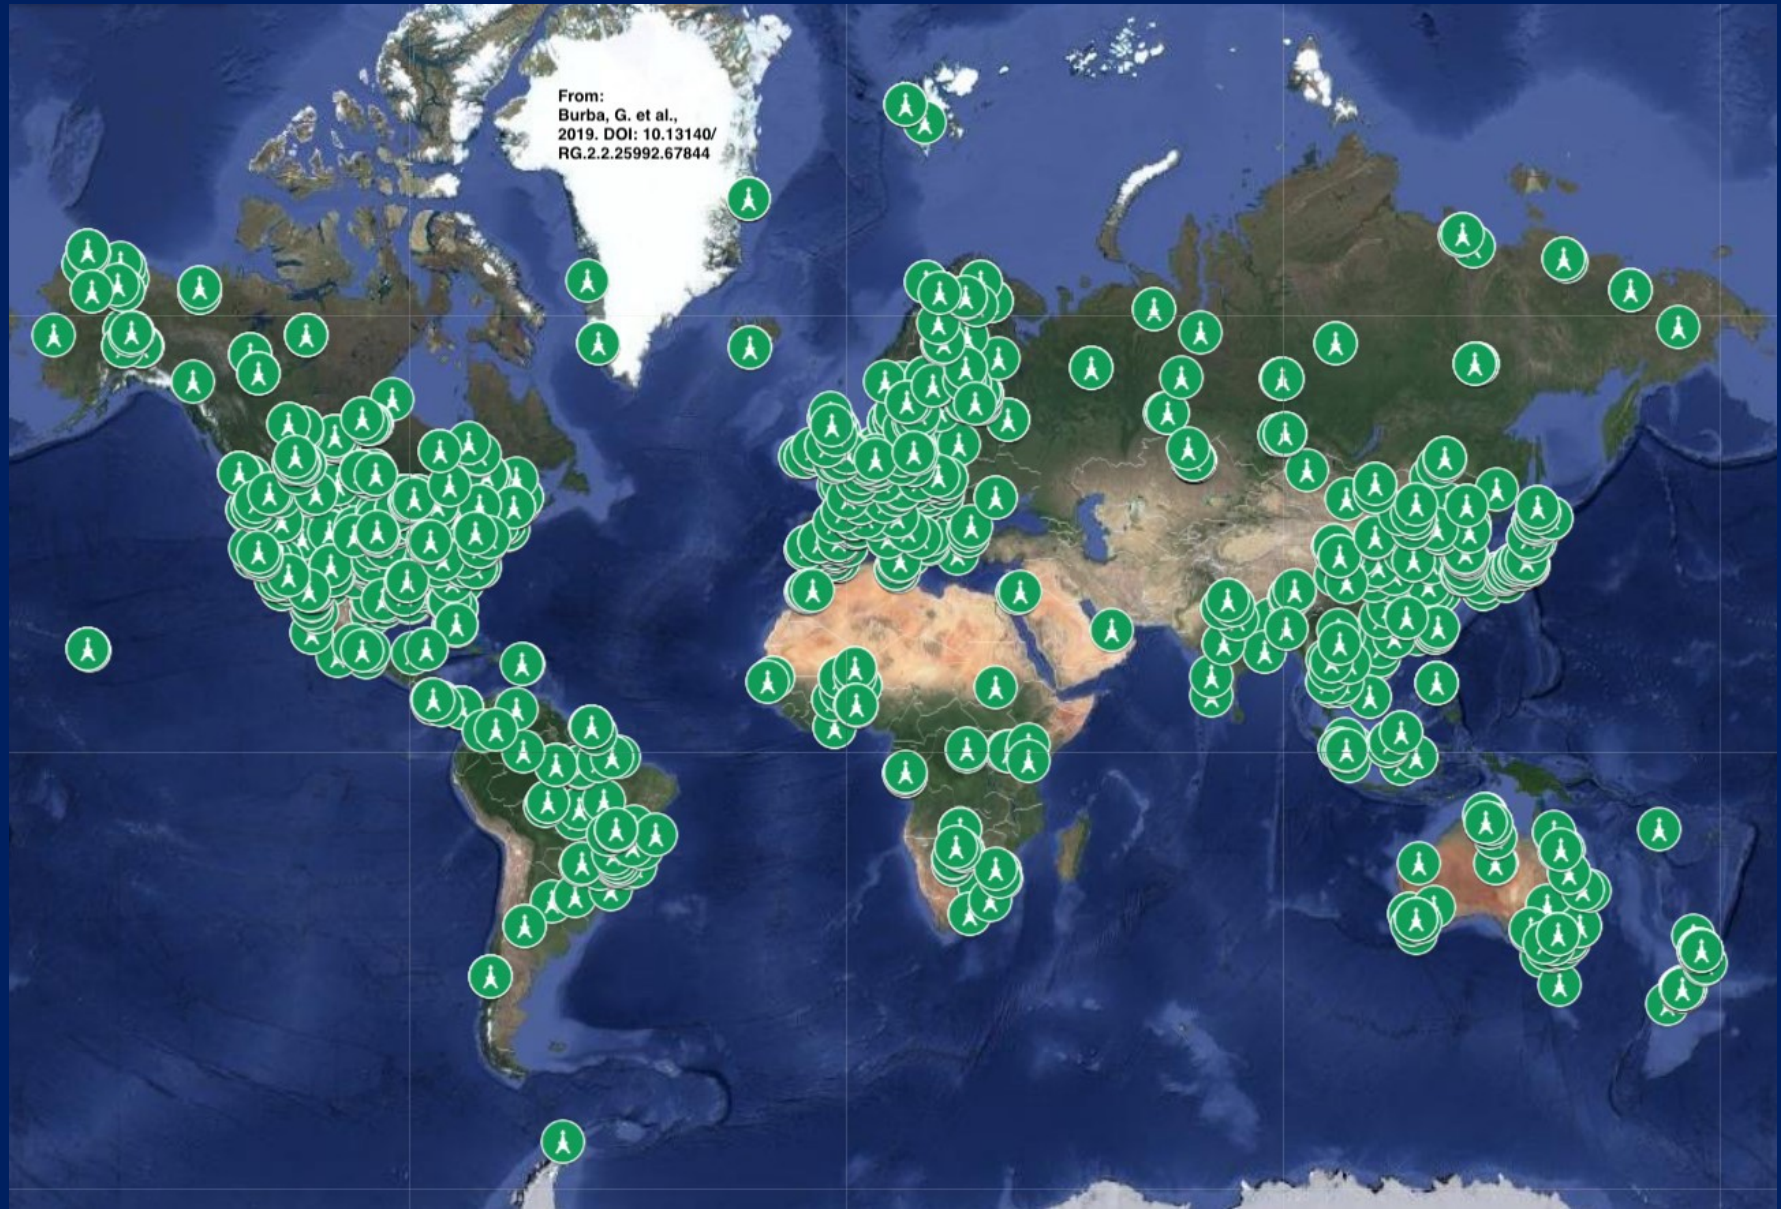 From:
Burba, G. et al.,
2019. DOI: 10.13140/
RG.2.2.25992.67844